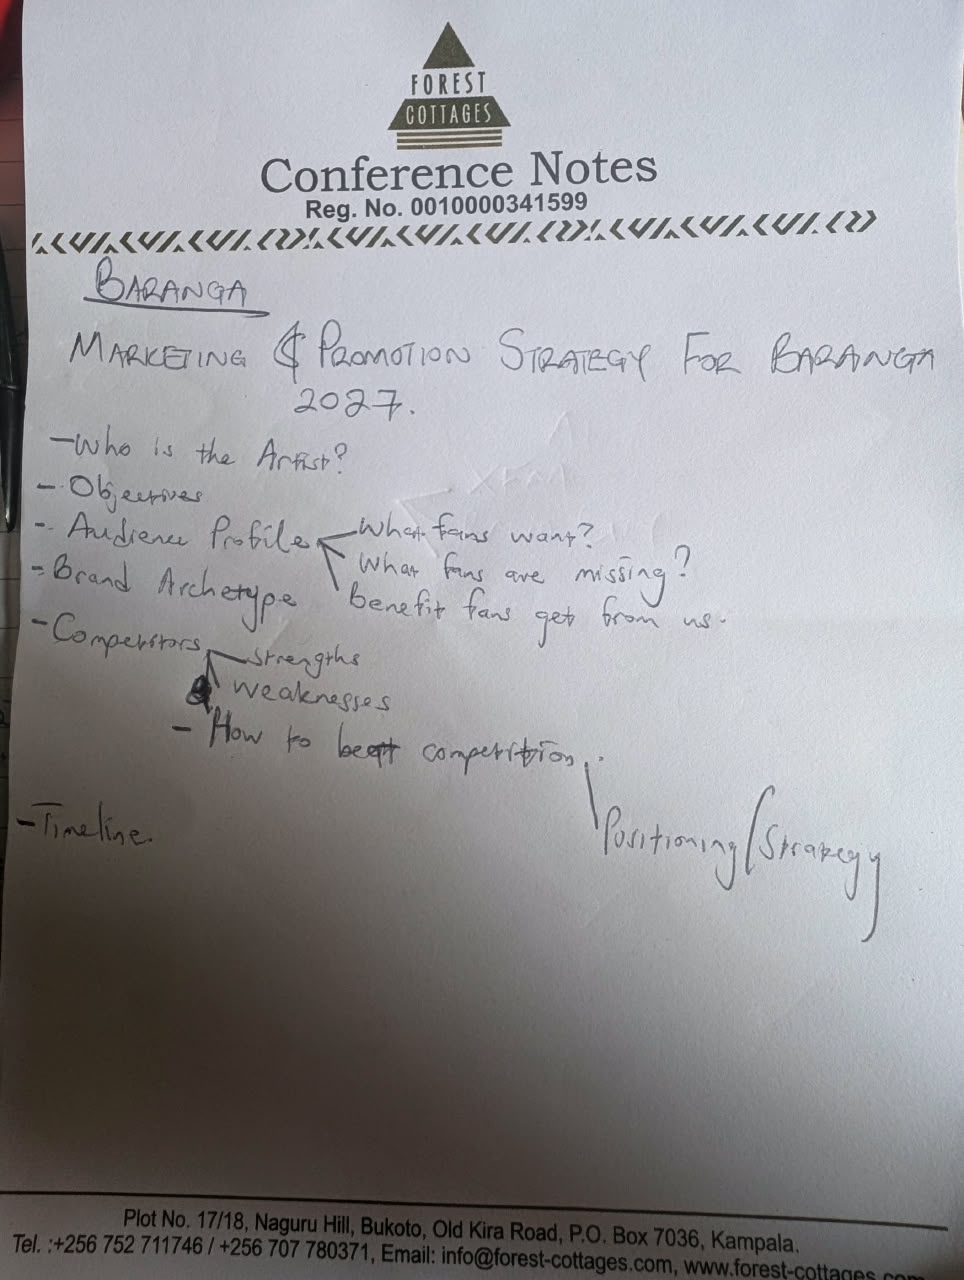 FOREST
COTTAGES
Conference Notes
Reg. No. 0010000341599
BARANGA
MARKETING & PROMOTION STRATEGY FOR BARANGA
2027.
- Who is the Artist?
- Objectives
- Audience Profile
What fans want?
What fans are missing?
benefit fans get from us.
- Brand Archetype
- Competitors
Strengths
Weaknesses
- How to beat competition.
Positioning/Strategy
- Timeline.
Plot No. 17/18, Naguru Hill, Bukoto, Old Kira Road, P.O. Box 7036, Kampala.
Tel. :+256 752 711746 / +256 707 780371, Email: info@forest-cottages.com, www.forest-cottages.com